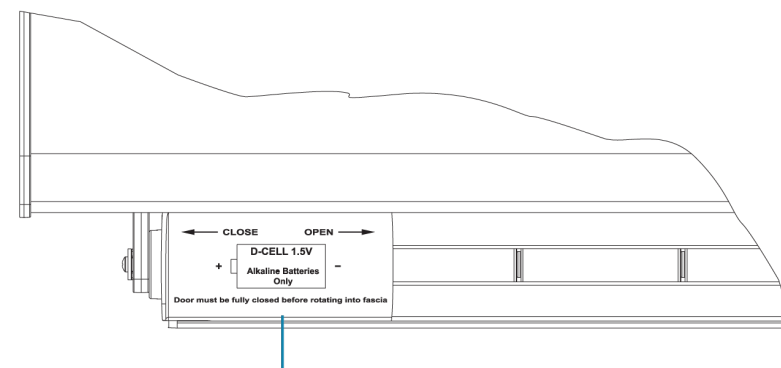 CLOSE OPEN
D-CELL 1.5V
+ Alkaline Batteries -
Only
Door must be fully closed before rotating into fascia